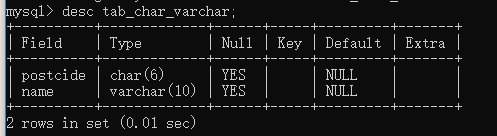 mysql> desc tab_char_varchar;
+----------+-------------+------+-----+---------+-------+
| Field | Type | Null | Key | Default | Extra |
+----------+-------------+------+-----+---------+-------+
| postcide | char(6) | YES | | NULL | |
| name | varchar(10) | YES | | NULL | |
+----------+-------------+------+-----+---------+-------+
2 rows in set (0.01 sec)